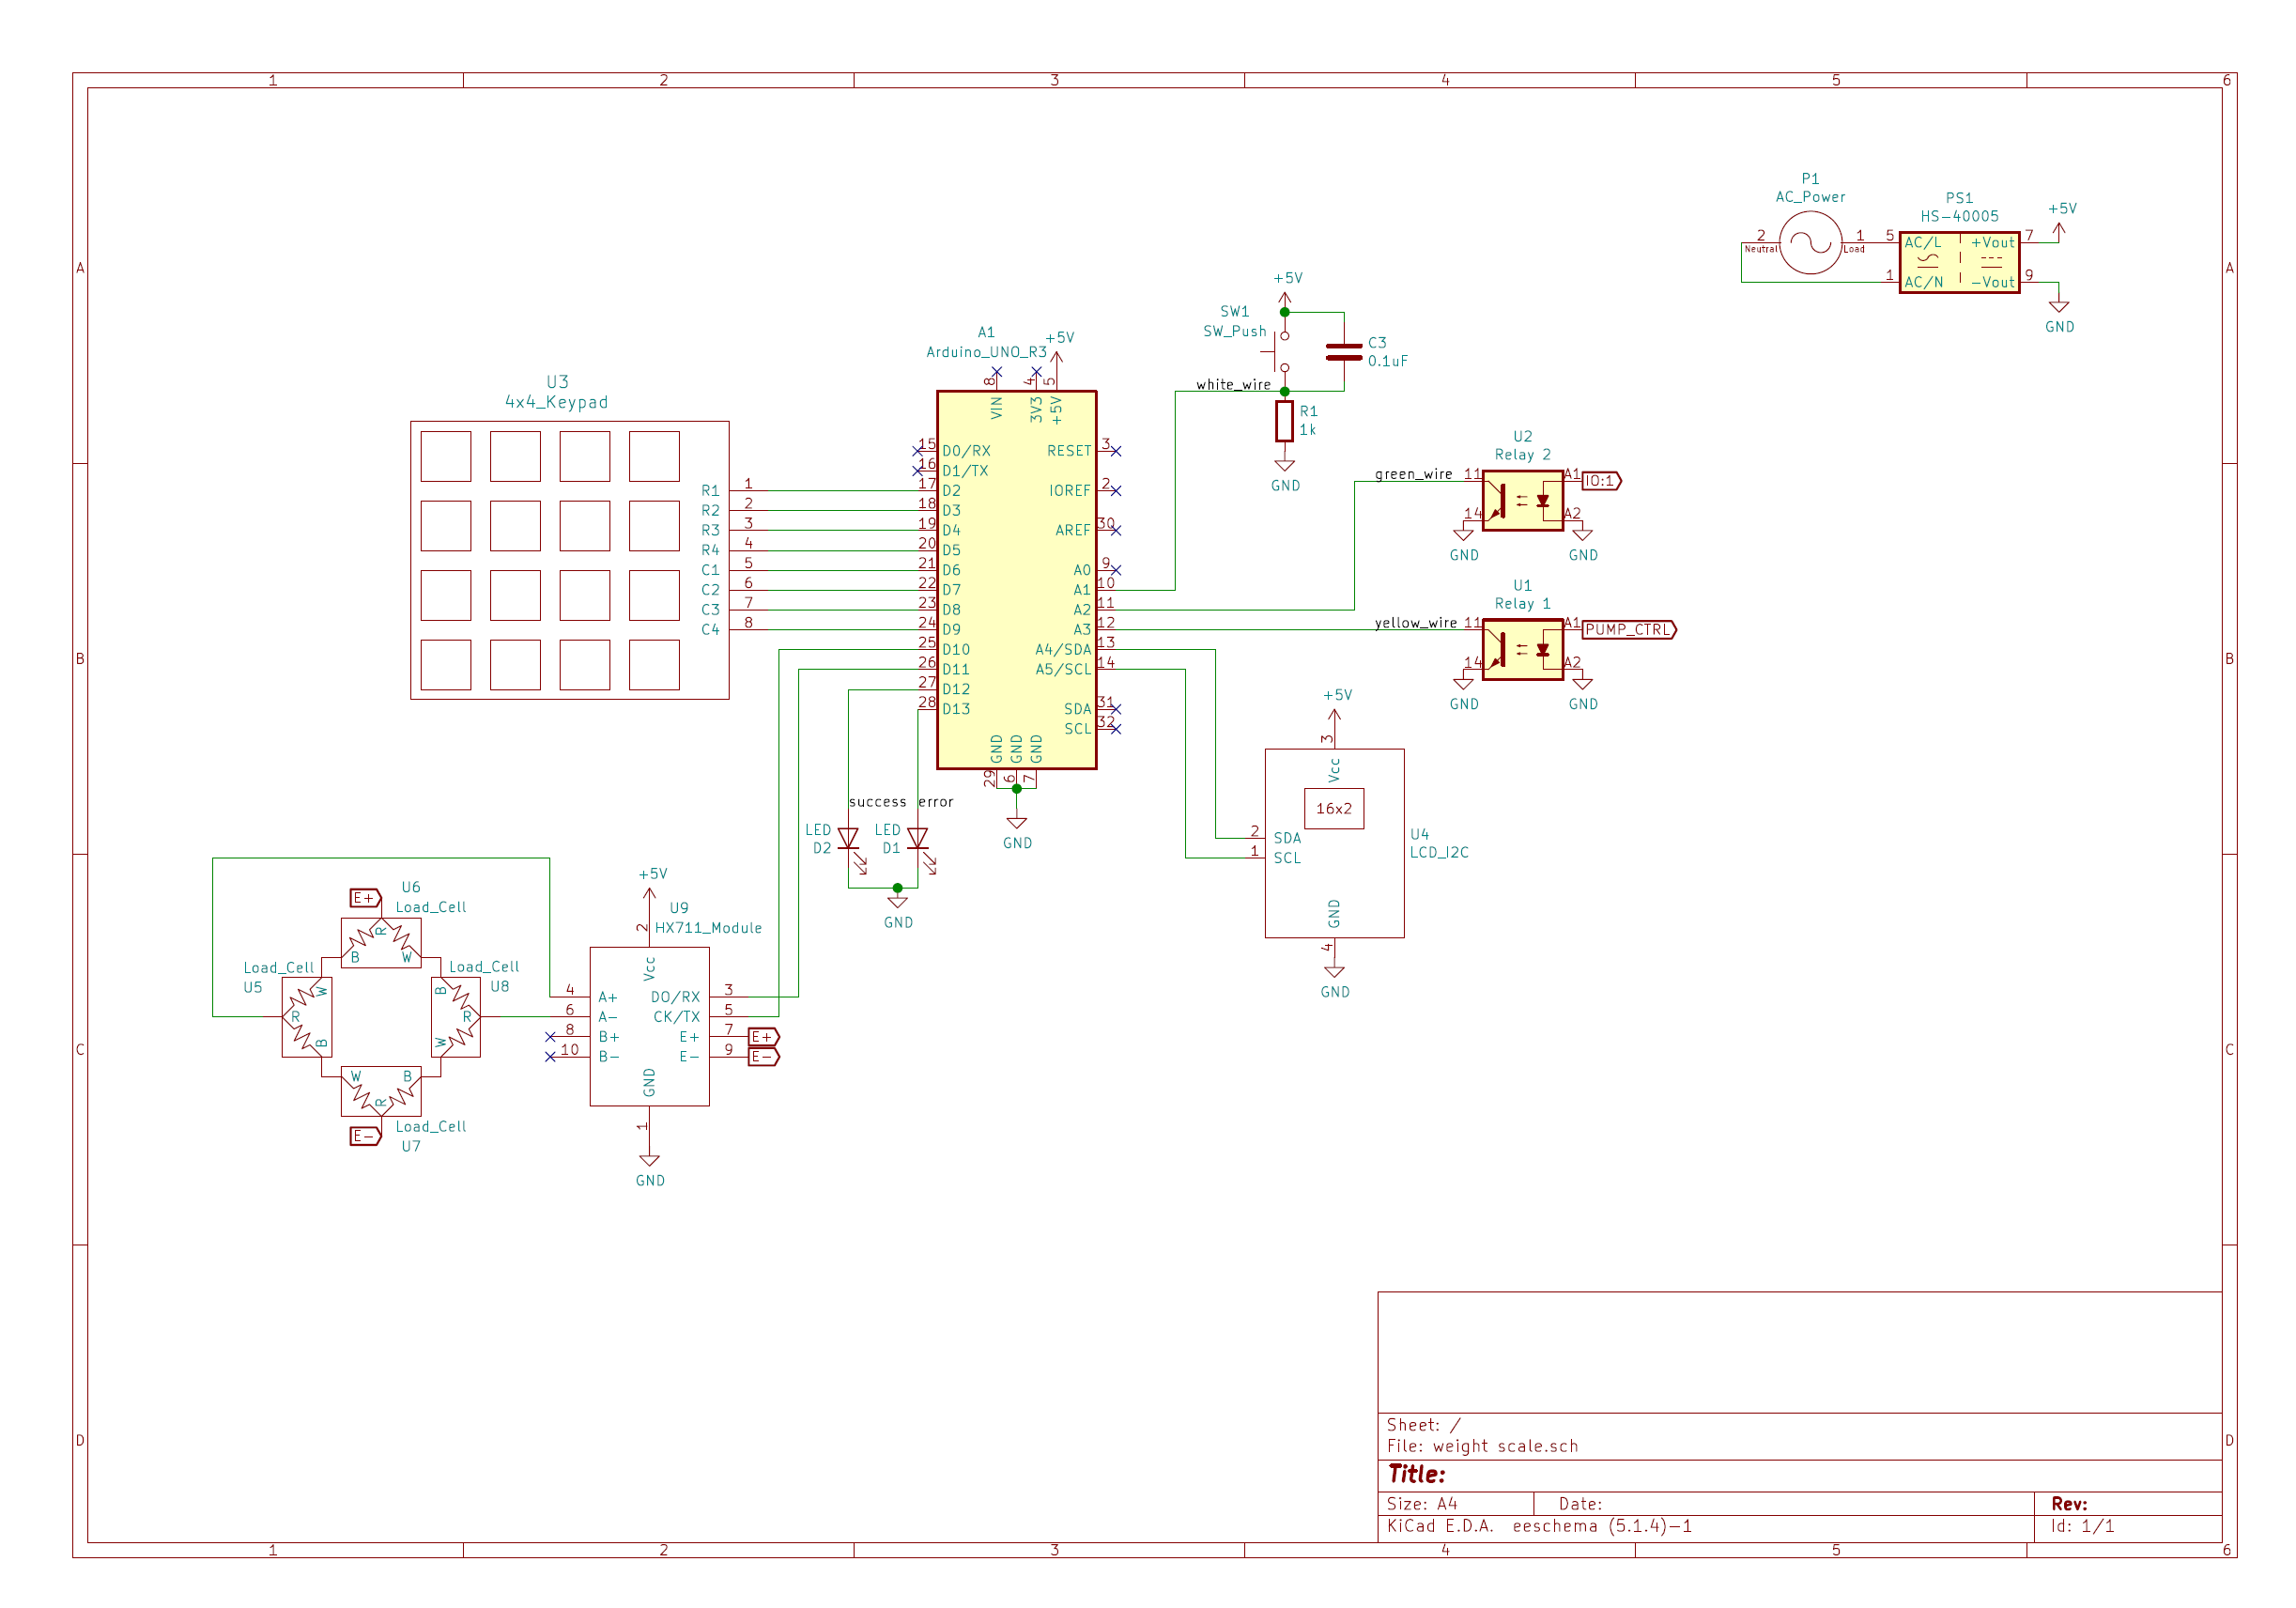 1 2 3 4 5 6
A
B
C
D
A
B
C
D
1 2 3 4 5 6
P1
AC_Power
2
Neutral
1
Load
PS1
HS-40005
5 AC/L +Vout 7
1 AC/N -Vout 9
+5V
GND
+5V
SW1
SW_Push
C3
0.1uF
white_wire
R1
1k
GND
A1
Arduino_UNO_R3
+5V
8 4 5
VIN 3V3 +5V
15 D0/RX
16 D1/TX
17 D2
18 D3
19 D4
20 D5
21 D6
22 D7
23 D8
24 D9
25 D10
26 D11
27 D12
28 D13
RESET 3
IOREF 2
AREF 30
A0 9
A1 10
A2 11
A3 12
A4/SDA 13
A5/SCL 14
SDA 31
SCL 32
GND GND GND
29 6 7
GND
U3
4x4_Keypad
R1 1
R2 2
R3 3
R4 4
C1 5
C2 6
C3 7
C4 8
U2
Relay 2
green_wire 11 A1 IO:1
14 A2
GND GND
U1
Relay 1
yellow_wire 11 A1 PUMP_CTRL
14 A2
GND GND
+5V
3
Vcc
16x2
2 SDA
1 SCL
U4
LCD_I2C
GND
4
GND
success error
LED
D2
LED
D1
GND
+5V
U9
HX711_Module
2
Vcc
4 A+
6 A-
8 B+
10 B-
DO/RX 3
CK/TX 5
E+ 7 E+
E- 9 E-
GND
1
GND
E+
U6
Load_Cell
R
B W
Load_Cell
U5
W
R
B
Load_Cell
U8
B
R
W
W B
R
E-
Load_Cell
U7
Sheet: /
File: weight scale.sch
Title:
Size: A4 Date: Rev:
KiCad E.D.A. eeschema (5.1.4)-1 Id: 1/1